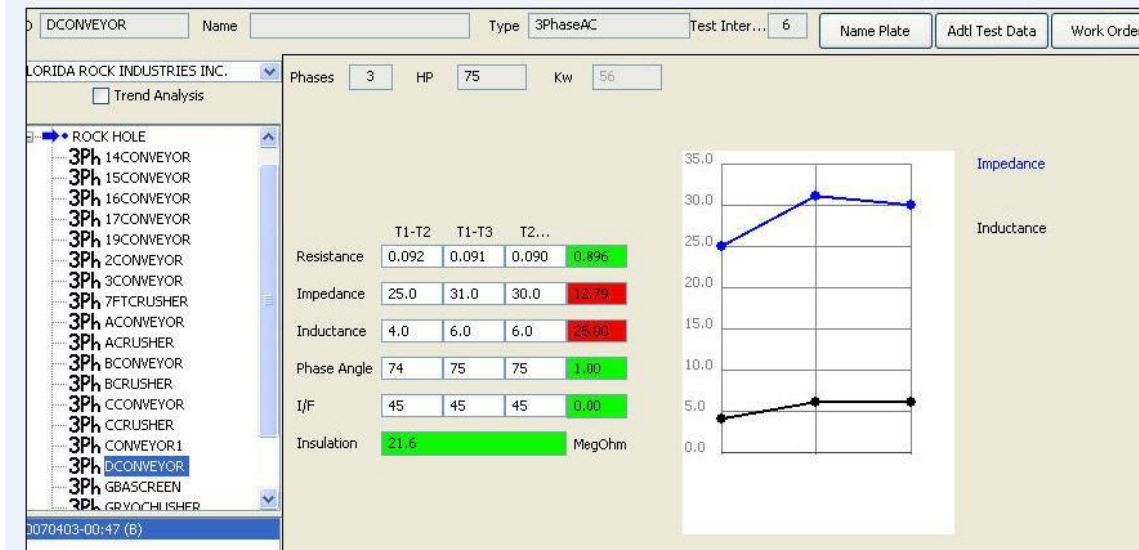 DCONVEYOR Name Type 3PhaseAC Test Inter... 6 Name Plate Adtl Test Data Work Order
LORIDA ROCK INDUSTRIES INC.
Trend Analysis
Phases 3 HP 75 Kw 56
ROCK HOLE
3Ph 14CONVEYOR
3Ph 15CONVEYOR
3Ph 16CONVEYOR
3Ph 17CONVEYOR
3Ph 19CONVEYOR
3Ph 2CONVEYOR
3Ph 3CONVEYOR
3Ph 7FTCRUSHER
3Ph ACONVEYOR
3Ph ACRUSHER
3Ph BCONVEYOR
3Ph BCRUSHER
3Ph CCONVEYOR
3Ph CCRUSHER
3Ph CONVEYOR1
3Ph DCONVEYOR
3Ph GBASCREEN
3Ph GRYOCHUSHER
0070403-00:47 (B)
T1-T2 T1-T3 T2...
Resistance 0.092 0.091 0.090 0.896
Impedance 25.0 31.0 30.0 12.79
Inductance 4.0 6.0 6.0 25.00
Phase Angle 74 75 75 1.00
I/F 45 45 45 0.00
Insulation 21.6 MegOhm
35.0
30.0
25.0
20.0
15.0
10.0
5.0
0.0
Impedance
Inductance